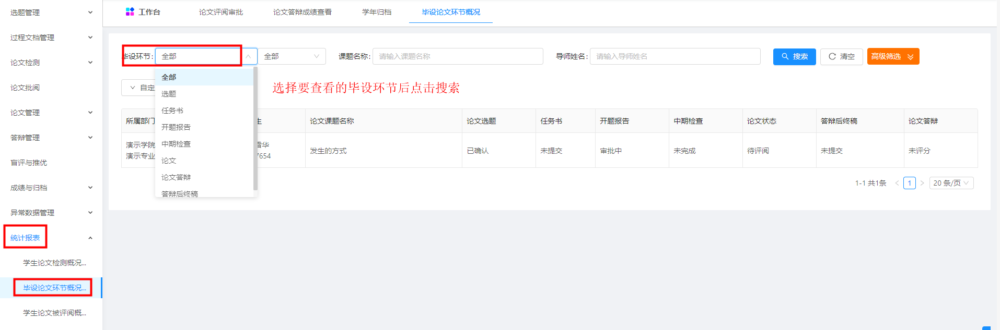 选题管理
过程文档管理
论文检测
论文批阅
论文管理
答辩管理
盲评与推优
成绩与归档
异常数据管理
统计报表
学生论文检测概况...
毕设论文环节概况...
学生论文被评阅概...
工作台 论文评阅审批 论文答辩成绩查看 学年归档 毕设论文环节概况
毕设环节: 全部 全部 课题名称: 请输入课题名称 导师姓名: 请输入导师姓名 搜索 清空 高级筛选
自定
选择要查看的毕设环节后点击搜索
全部
选题
任务书
开题报告
中期检查
论文
论文答辩
答辩后终稿
所属部门 生 论文课题名称 论文选题 任务书 开题报告 中期检查 论文状态 答辩后终稿 论文答辩
演示学院 雪华
演示专业 7654
发生的方式 已确认 未提交 审批中 未完成 待评阅 未提交 未评分
1-1 共1条 < 1 > 20 条/页